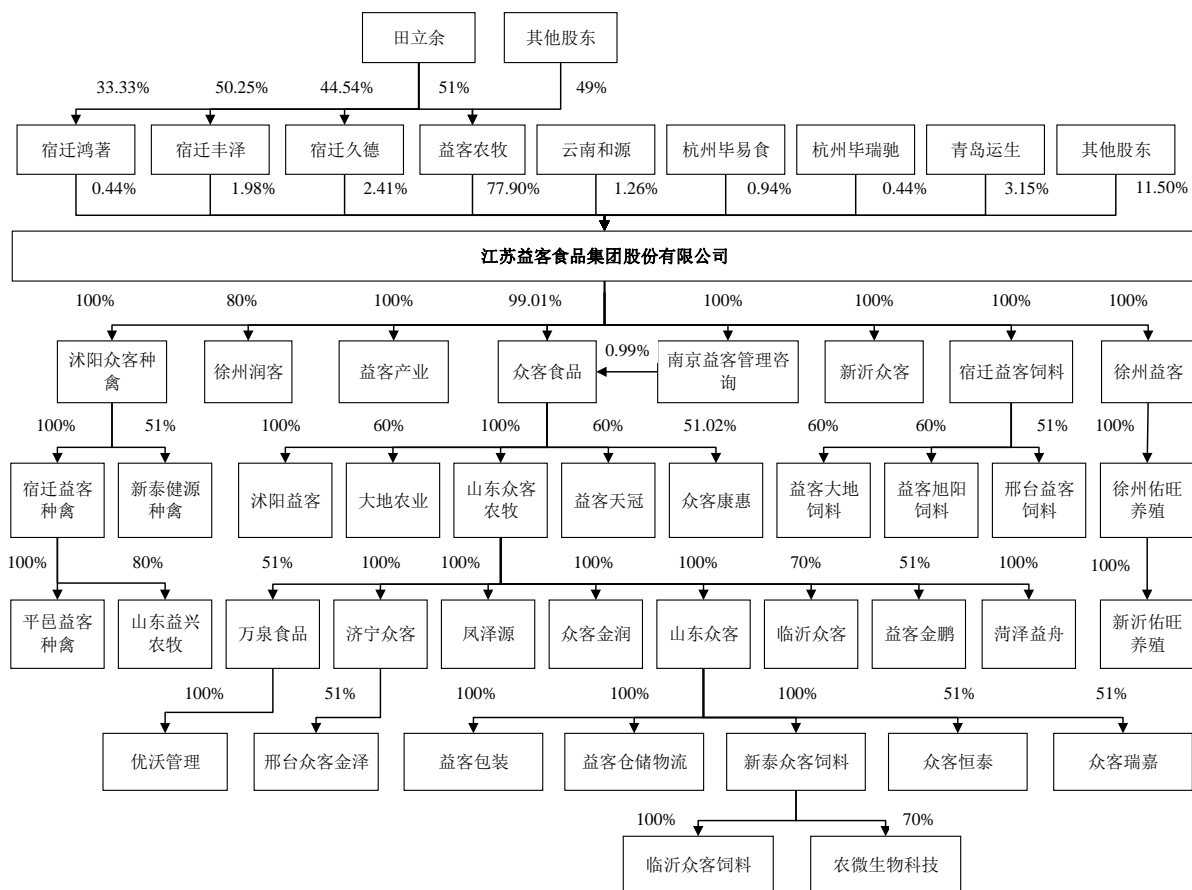 田立余
其他股东
33.33%
50.25%
44.54%
51%
49%
宿迁鸿著
宿迁丰泽
宿迁久德
益客农牧
云南和源
杭州毕易食
杭州毕瑞驰
青岛运生
其他股东
0.44%
1.98%
2.41%
77.90%
1.26%
0.94%
0.44%
3.15%
11.50%
江苏益客食品集团股份有限公司
100%
80%
100%
99.01%
100%
100%
100%
100%
沭阳众客种
禽
徐州润客
益客产业
众客食品
0.99%
南京益客管理咨
询
新沂众客
宿迁益客饲料
徐州益客
100%
51%
100%
60%
100%
60%
51.02%
60%
60%
51%
100%
宿迁益客
种禽
新泰健源
种禽
沭阳益客
大地农业
山东众客
农牧
益客天冠
众客康惠
益客大地
饲料
益客旭阳
饲料
邢台益客
饲料
徐州佑旺
养殖
100%
80%
51%
100%
100%
100%
100%
70%
51%
100%
100%
平邑益客
种禽
山东益兴
农牧
万泉食品
济宁众客
凤泽源
众客金润
山东众客
临沂众客
益客金鹏
菏泽益舟
新沂佑旺
养殖
100%
51%
100%
100%
100%
51%
51%
优沃管理
邢台众客金泽
益客包装
益客仓储物流
新泰众客饲料
众客恒泰
众客瑞嘉
100%
70%
临沂众客饲料
农微生物科技